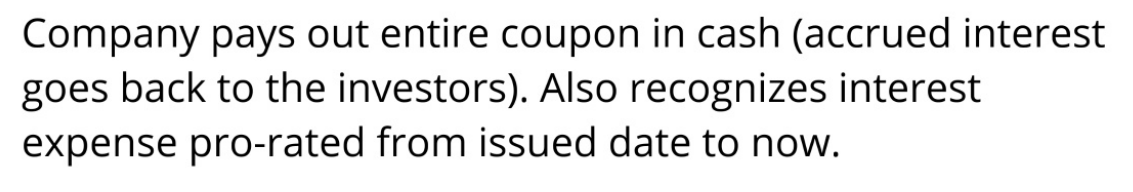 Company pays out entire coupon in cash (accrued interest
goes back to the investors). Also recognizes interest
expense pro-rated from issued date to now.